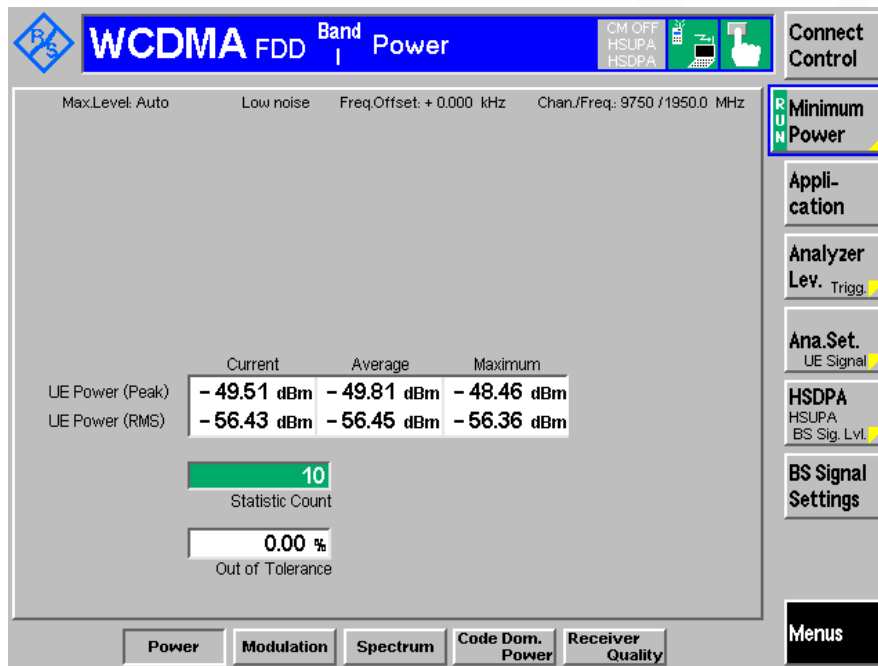 R&S
WCDMA FDD Band I Power
CM OFF
HSUPA
HSDPA
Connect
Control
Max.Level: Auto Low noise Freq.Offset: + 0.000 kHz Chan./Freq.: 9750 / 1950.0 MHz
RUN
Minimum
Power
Appli-
cation
Analyzer
Lev. Trigg.
Ana.Set.
UE Signal
HSDPA
HSUPA
BS Sig. Lvl.
BS Signal
Settings
Current Average Maximum
UE Power (Peak) – 49.51 dBm – 49.81 dBm – 48.46 dBm
UE Power (RMS) – 56.43 dBm – 56.45 dBm – 56.36 dBm
10
Statistic Count
0.00 %
Out of Tolerance
Power Modulation Spectrum Code Dom. Power Receiver Quality
Menus